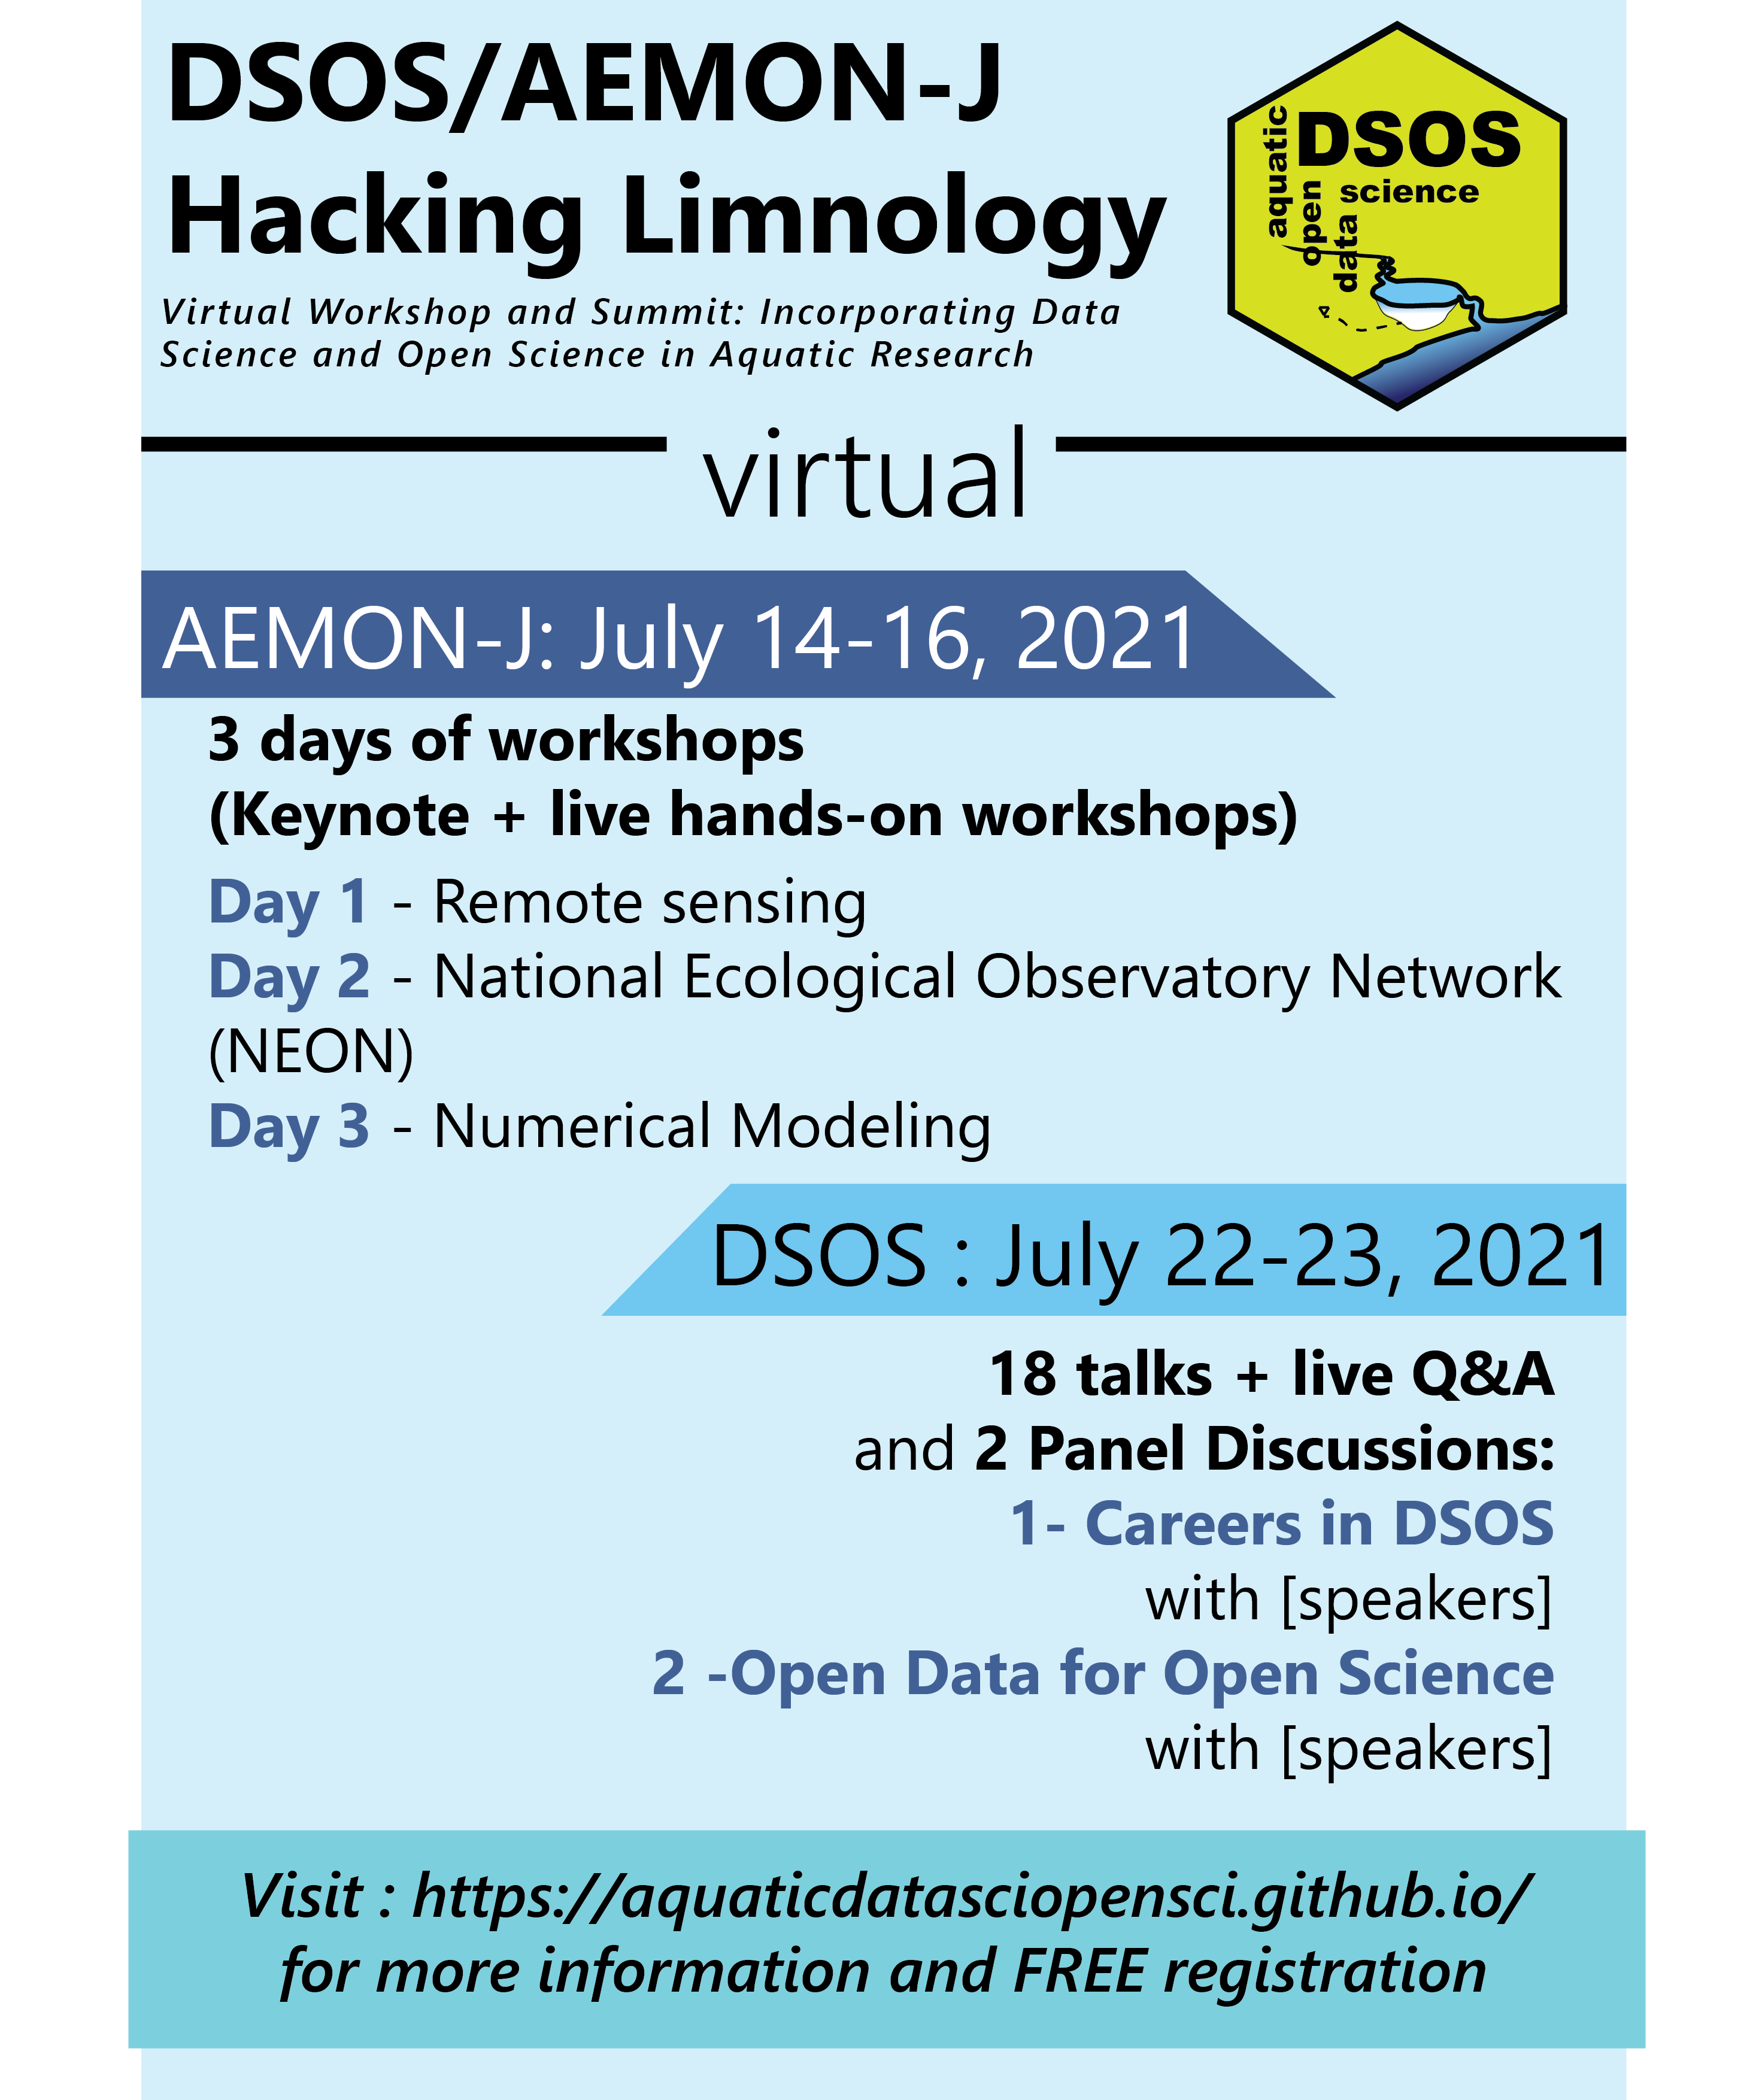 DSOS/AEMON-J
Hacking Limnology
Virtual Workshop and Summit: Incorporating Data
Science and Open Science in Aquatic Research
aquatic
DSOS
open
science
data
virtual
AEMON-J: July 14-16, 2021
3 days of workshops
(Keynote + live hands-on workshops)
Day 1 - Remote sensing
Day 2 - National Ecological Observatory Network
(NEON)
Day 3 - Numerical Modeling
DSOS : July 22-23, 2021
18 talks + live Q&A
and 2 Panel Discussions:
1- Careers in DSOS
with [speakers]
2 -Open Data for Open Science
with [speakers]
Visit : https://aquaticdatasciopensci.github.io/
for more information and FREE registration